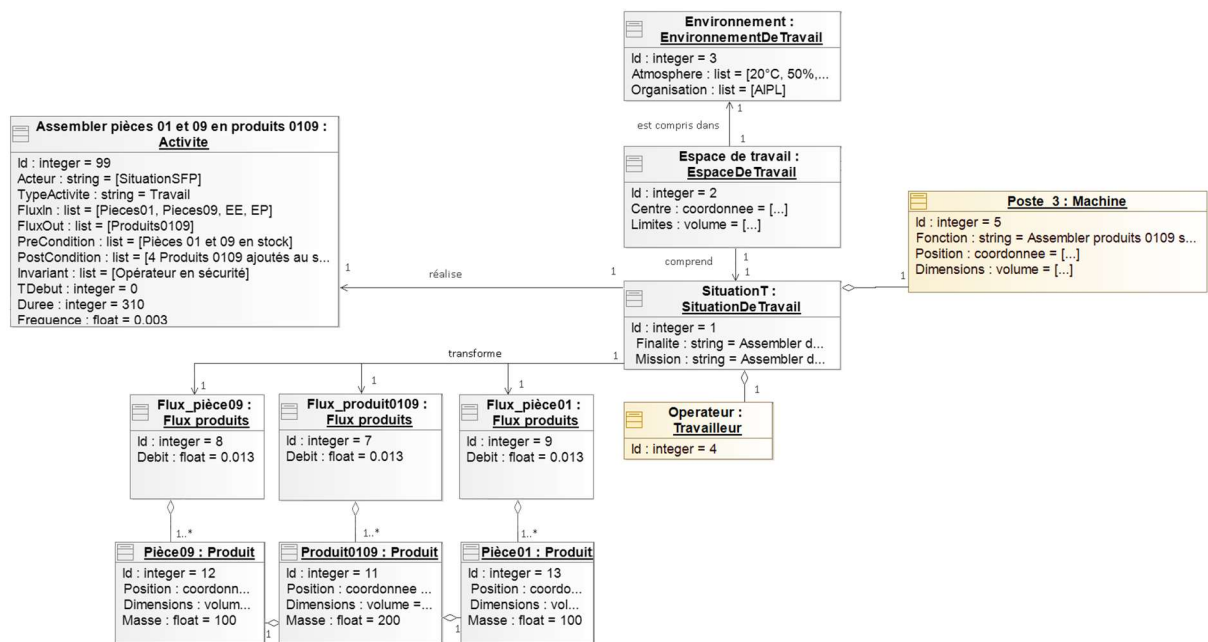 Environnement :
EnvironnementDeTravail
Id : integer = 3
Atmosphere : list = [20°C, 50%,...
Organisation : list = [AIPL]
1
est compris dans
1
Assembler pièces 01 et 09 en produits 0109 :
Activite
Id : integer = 99
Acteur : string = [SituationSFP]
TypeActivite : string = Travail
FluxIn : list = [Pieces01, Pieces09, EE, EP]
FluxOut : list = [Produits0109]
PreCondition : list = [Pièces 01 et 09 en stock]
PostCondition : list = [4 Produits 0109 ajoutés au s...
Invariant : list = [Opérateur en sécurité]
TDebut : integer = 0
Duree : integer = 310
Frequence : float = 0.003
Espace de travail :
EspaceDeTravail
Id : integer = 2
Centre : coordonnee = [...]
Limites : volume = [...]
1
comprend
1
Poste_3 : Machine
Id : integer = 5
Fonction : string = Assembler produits 0109 s...
Position : coordonnee = [...]
Dimensions : volume = [...]
1
réalise
1
1
SituationT :
SituationDeTravail
Id : integer = 1
Finalite : string = Assembler d...
Mission : string = Assembler d...
transforme
1
1
1
1
1
Flux_pièce09 :
Flux produits
Id : integer = 8
Debit : float = 0.013
Flux_produit0109 :
Flux produits
Id : integer = 7
Debit : float = 0.013
Flux_pièce01 :
Flux produits
Id : integer = 9
Debit : float = 0.013
Operateur :
Travailleur
Id : integer = 4
1..*
1..*
1..*
Pièce09 : Produit
Id : integer = 12
Position : coordonn...
Dimensions : volum...
Masse : float = 100
1
Produit0109 : Produit
Id : integer = 11
Position : coordonnee ...
Dimensions : volume =...
Masse : float = 200
1
Pièce01 : Produit
Id : integer = 13
Position : coordo...
Dimensions : vol...
Masse : float = 100